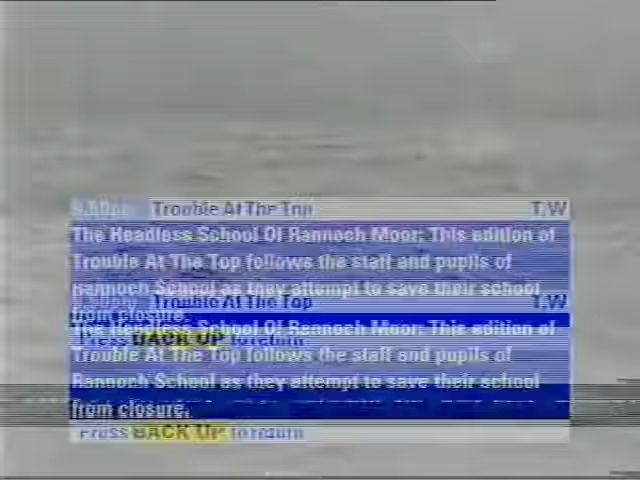 Trouble At The Top T,W
The Headless School Of Rannoch Moor: This edition of
Trouble At The Top follows the staff and pupils of
Rannoch School as they attempt to save their school
Trouble At The Top T,W
from closure.
The Headless School Of Rannoch Moor: This edition of
Press BACK UP to return
Trouble At The Top follows the staff and pupils of
Rannoch School as they attempt to save their school
from closure.
Press BACK UP to return